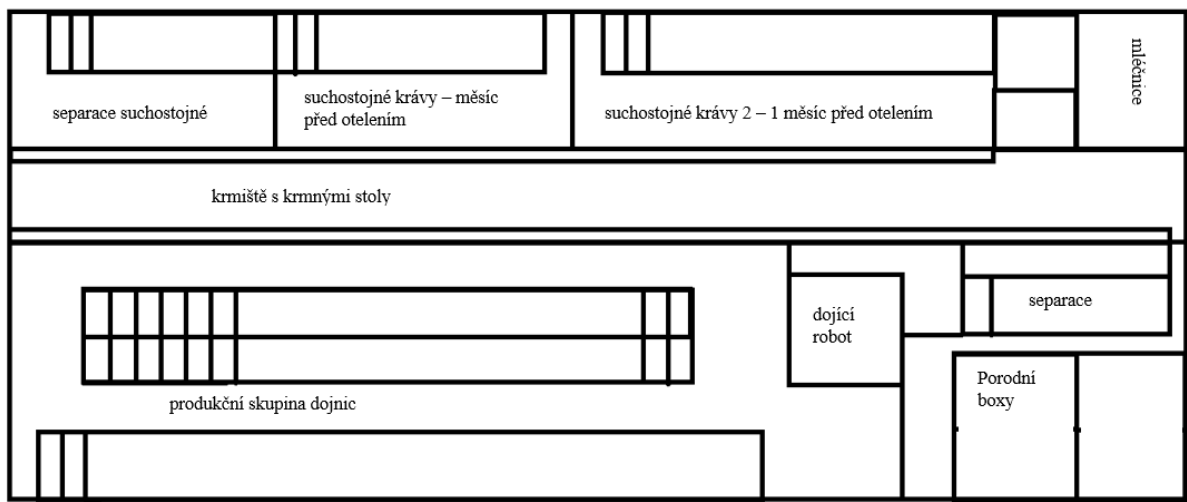 separace suchostojné
suchostojné krávy – měsíc
před otelením
suchostojné krávy 2 – 1 měsíc před otelením
mléčnice
krmiště s krmnými stoly
dojící
robot
separace
Porodní
boxy
produkční skupina dojnic